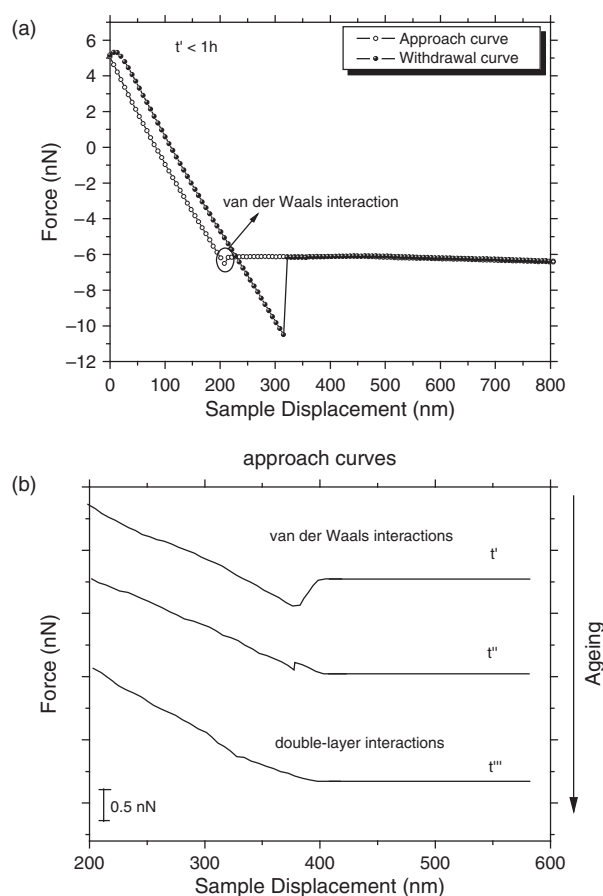 (a)
t' < 1h
Approach curve
Withdrawal curve
van der Waals interaction
Force (nN)
6
4
2
0
−2
−4
−6
−8
−10
−12
0 100 200 300 400 500 600 700 800
Sample Displacement (nm)
approach curves
(b)
van der Waals interactions
t'
t''
double-layer interactions
t'''
0.5 nN
Force (nN)
Ageing
200 300 400 500 600
Sample Displacement (nm)